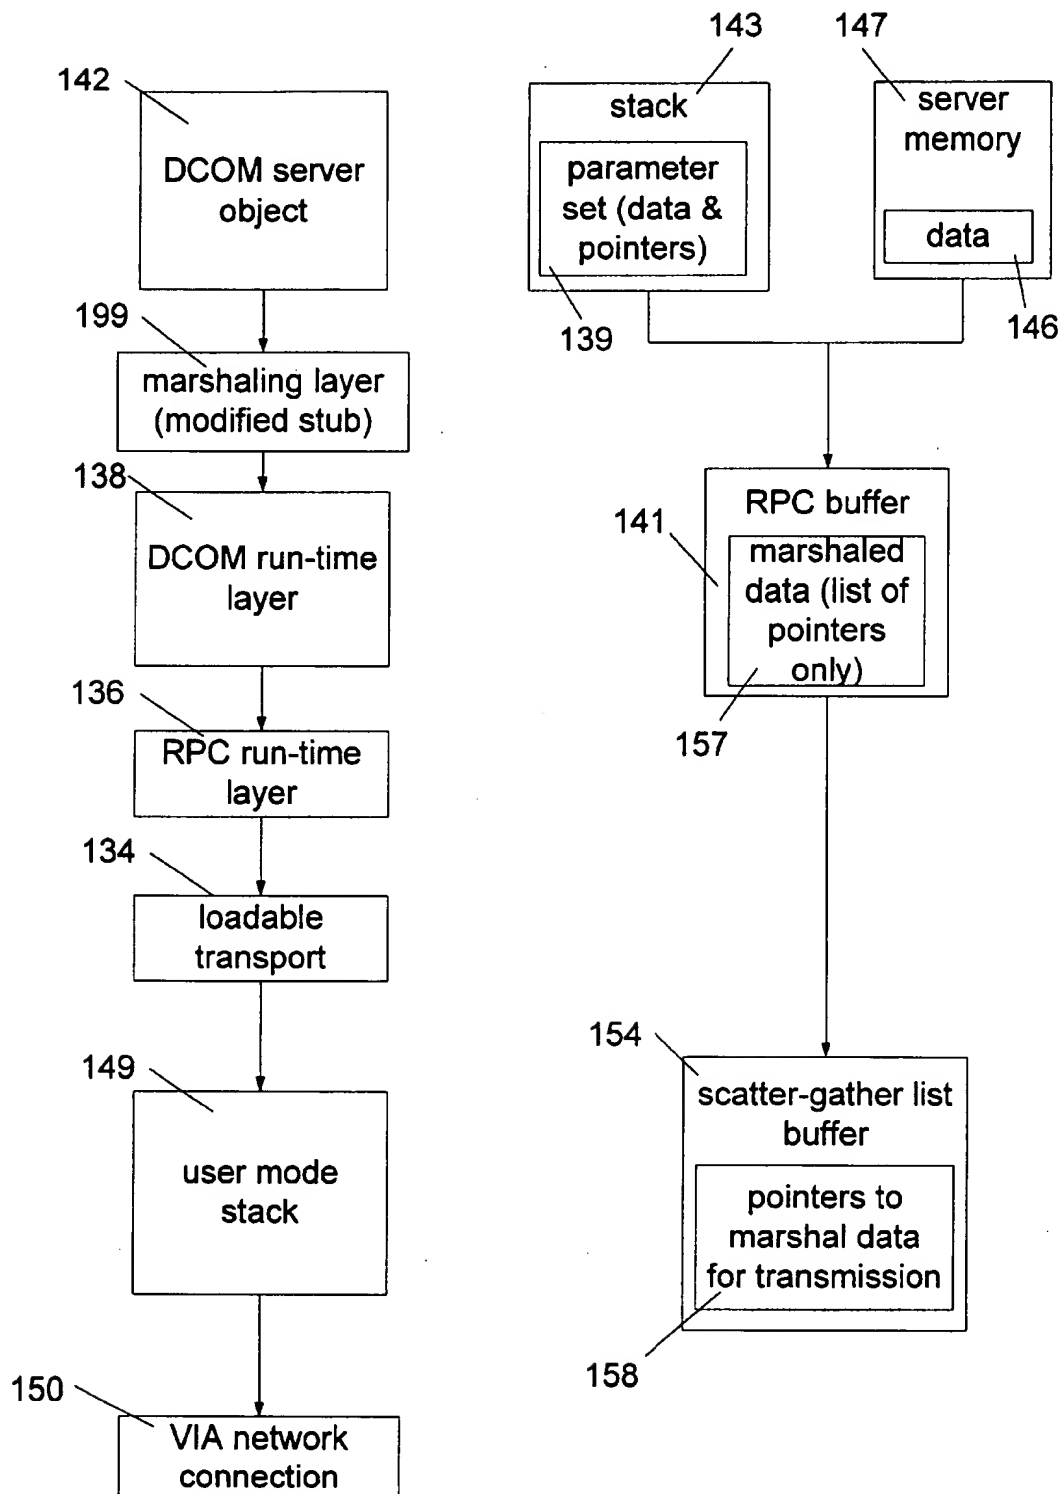 143
147
142
stack
server
memory
DCOM server
object
parameter
set (data &
pointers)
data
199
139
146
marshaling layer
(modified stub)
138
RPC buffer
141
marshaled
data (list of
pointers
only)
DCOM run-time
layer
136
157
RPC run-time
layer
134
loadable
transport
154
149
scatter-gather list
buffer
user mode
stack
pointers to
marshal data
for transmission
158
150
VIA network
connection